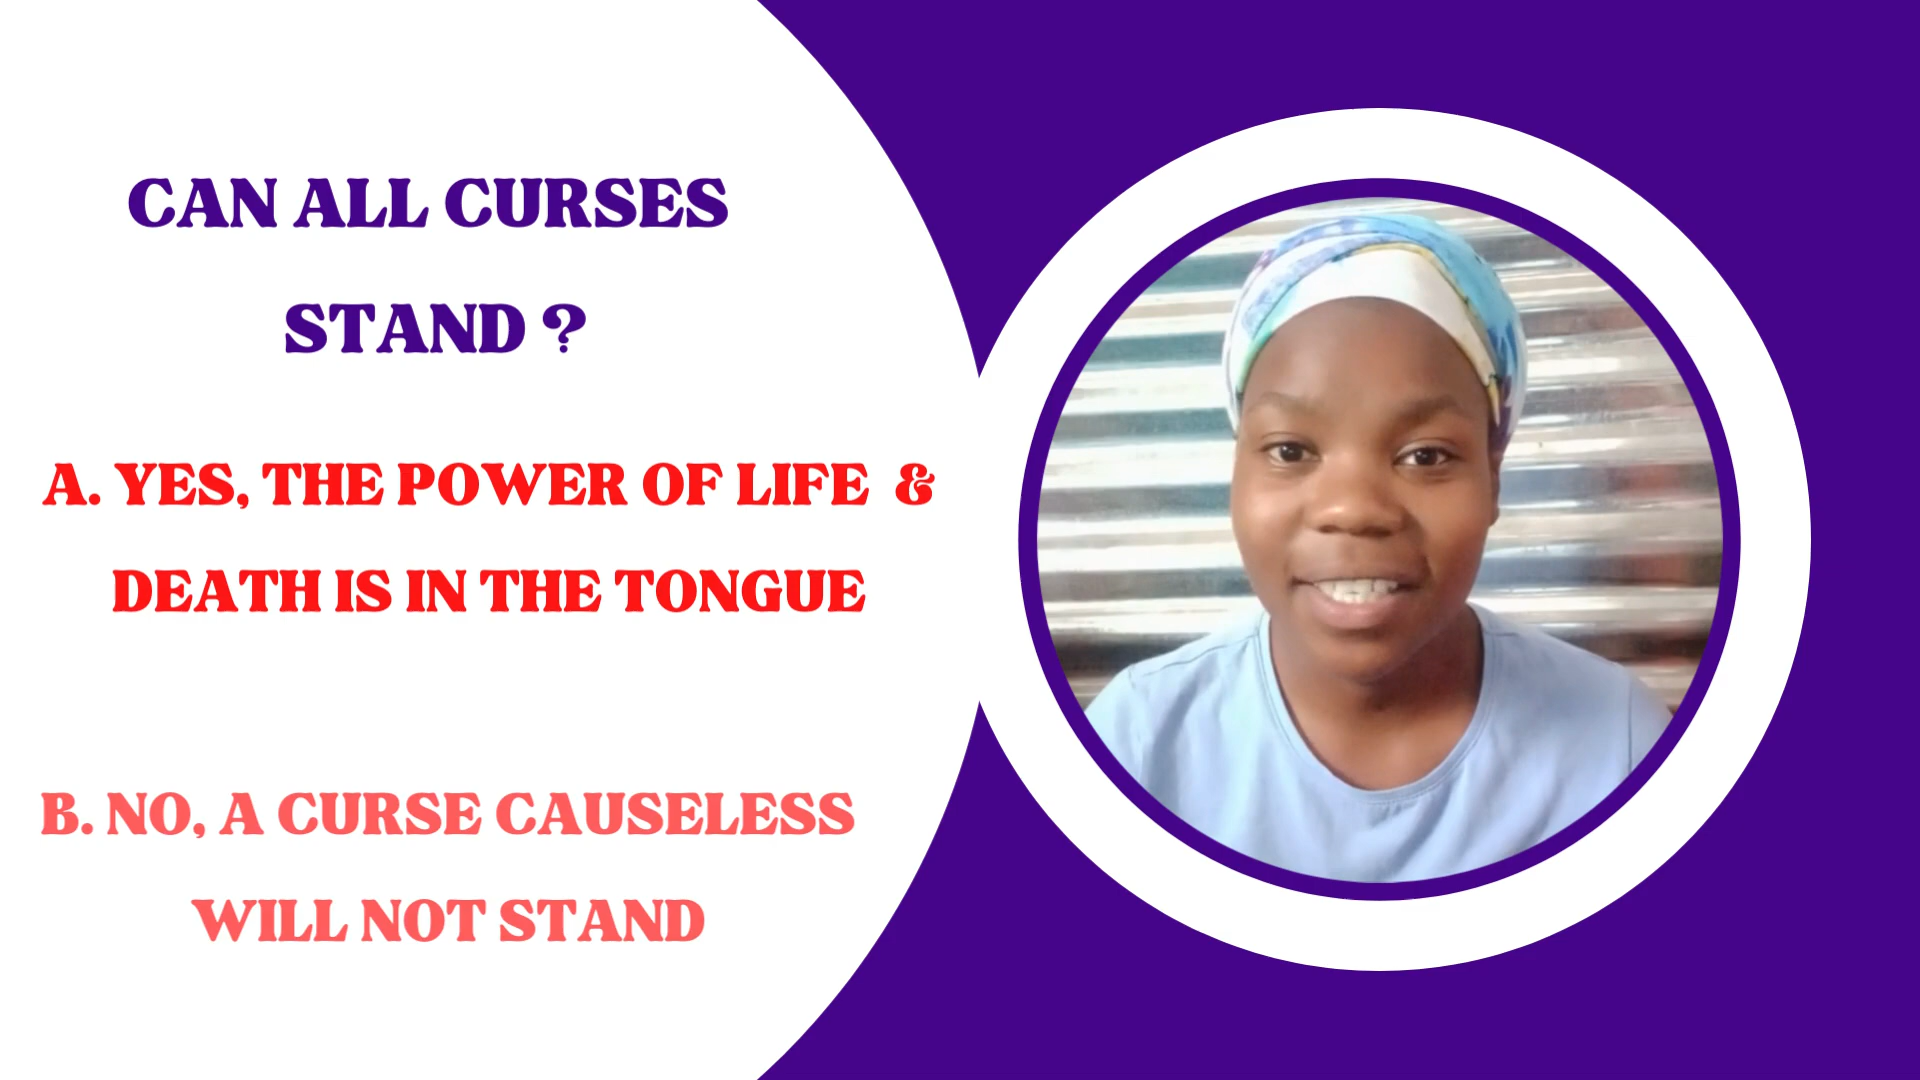 CAN ALL CURSES
STAND ?
A. YES, THE POWER OF LIFE &
DEATH IS IN THE TONGUE
B. NO, A CURSE CAUSELESS
WILL NOT STAND